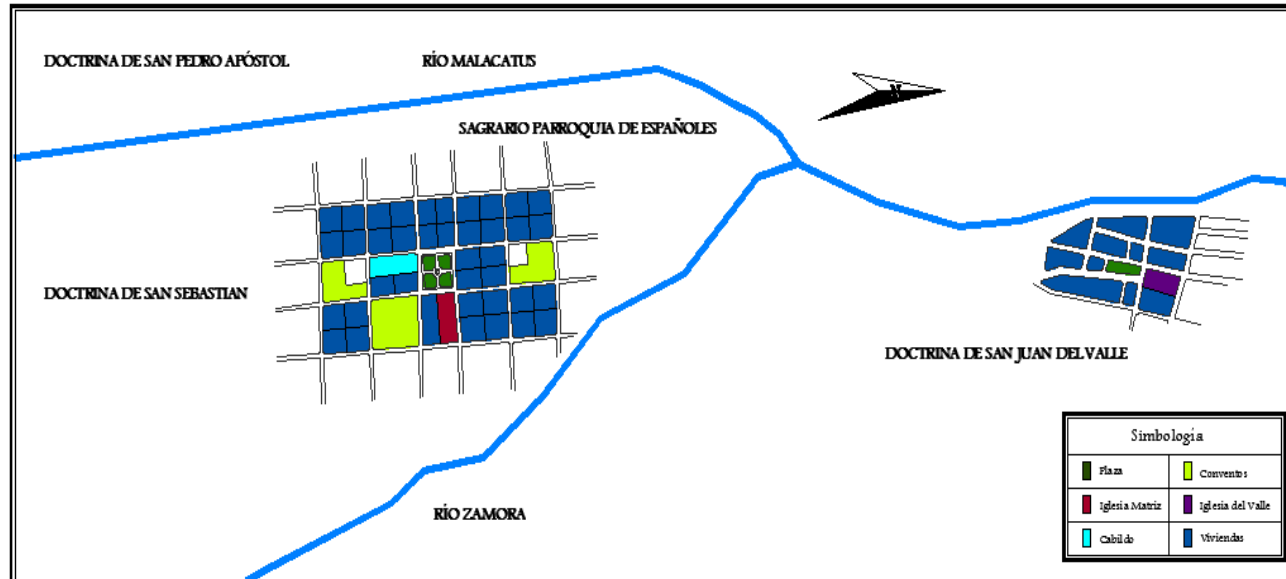 DOCTRINA DE SAN PEDRO APÓSTOL
RÍO MALACATUS
N
SAGRARIO PARROQUIA DE ESPAÑOLES
DOCTRINA DE SAN SEBASTIAN
DOCTRINA DE SAN JUAN DEL VALLE
RÍO ZAMORA
Simbología
Plaza
Conventos
Iglesia Matriz
Iglesia del Valle
Cabildo
Viviendas